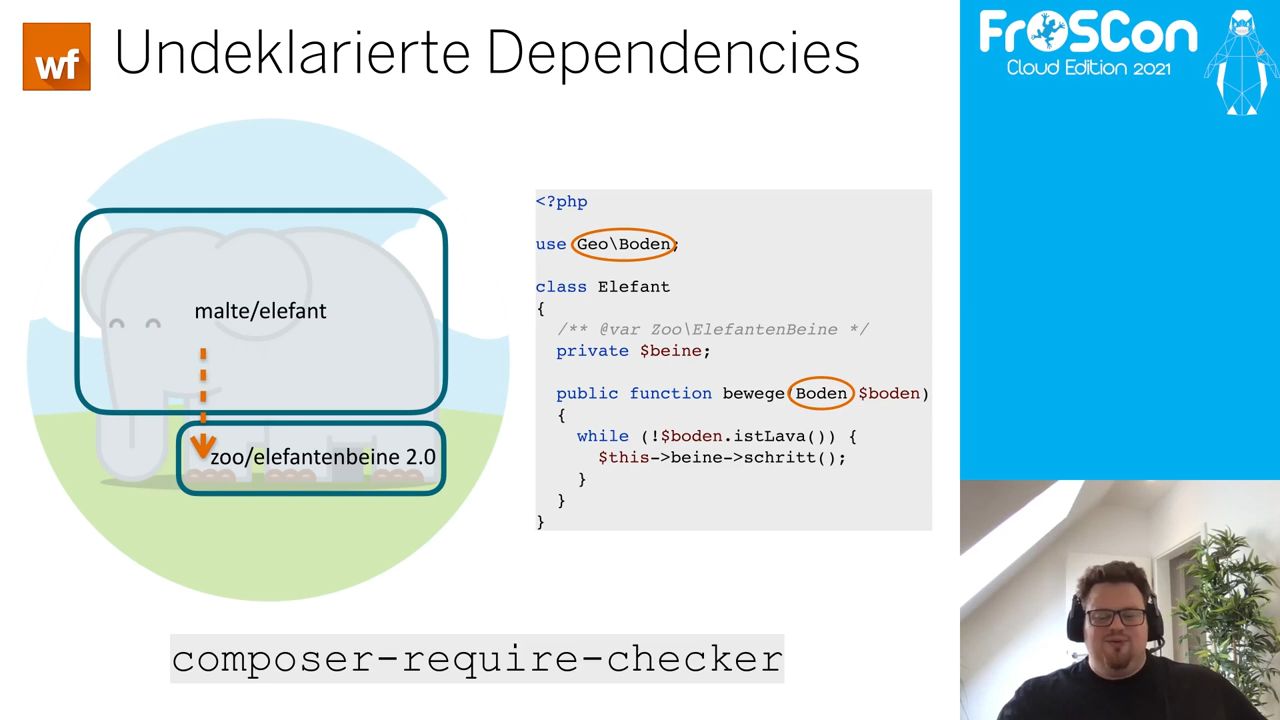 wf
Undeklarierte Dependencies
FrOSCon
Cloud Edition 2021
malte/elefant
zoo/elefantenbeine 2.0
<?php
use Geo\Boden;
class Elefant
{
/** @var Zoo\ElefantenBeine */
private $beine;
public function bewege(Boden $boden)
{
while (!$boden.istLava()) {
$this->beine->schritt();
}
}
}
composer-require-checker